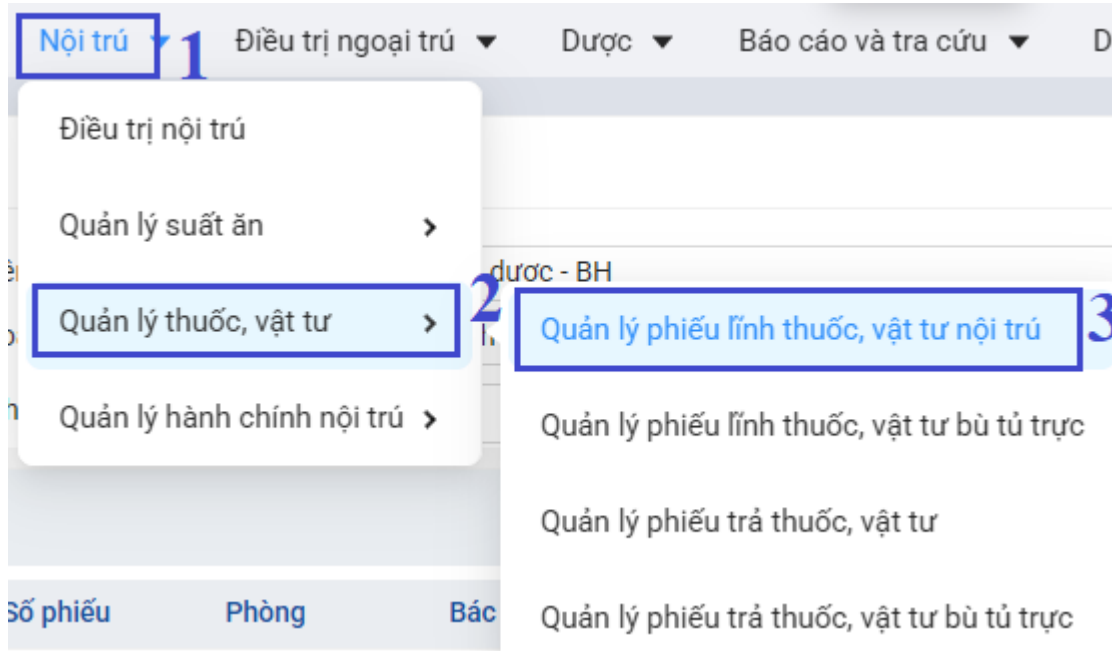 Nội trú 1 Điều trị ngoại trú Dược Báo cáo và tra cứu D
Điều trị nội trú
Quản lý suất ăn
dược - BH
Quản lý thuốc, vật tư 2 Quản lý phiếu lĩnh thuốc, vật tư nội trú 3
Quản lý hành chính nội trú Quản lý phiếu lĩnh thuốc, vật tư bù tủ trực
Quản lý phiếu trả thuốc, vật tư
Số phiếu Phòng Bác Quản lý phiếu trả thuốc, vật tư bù tủ trực